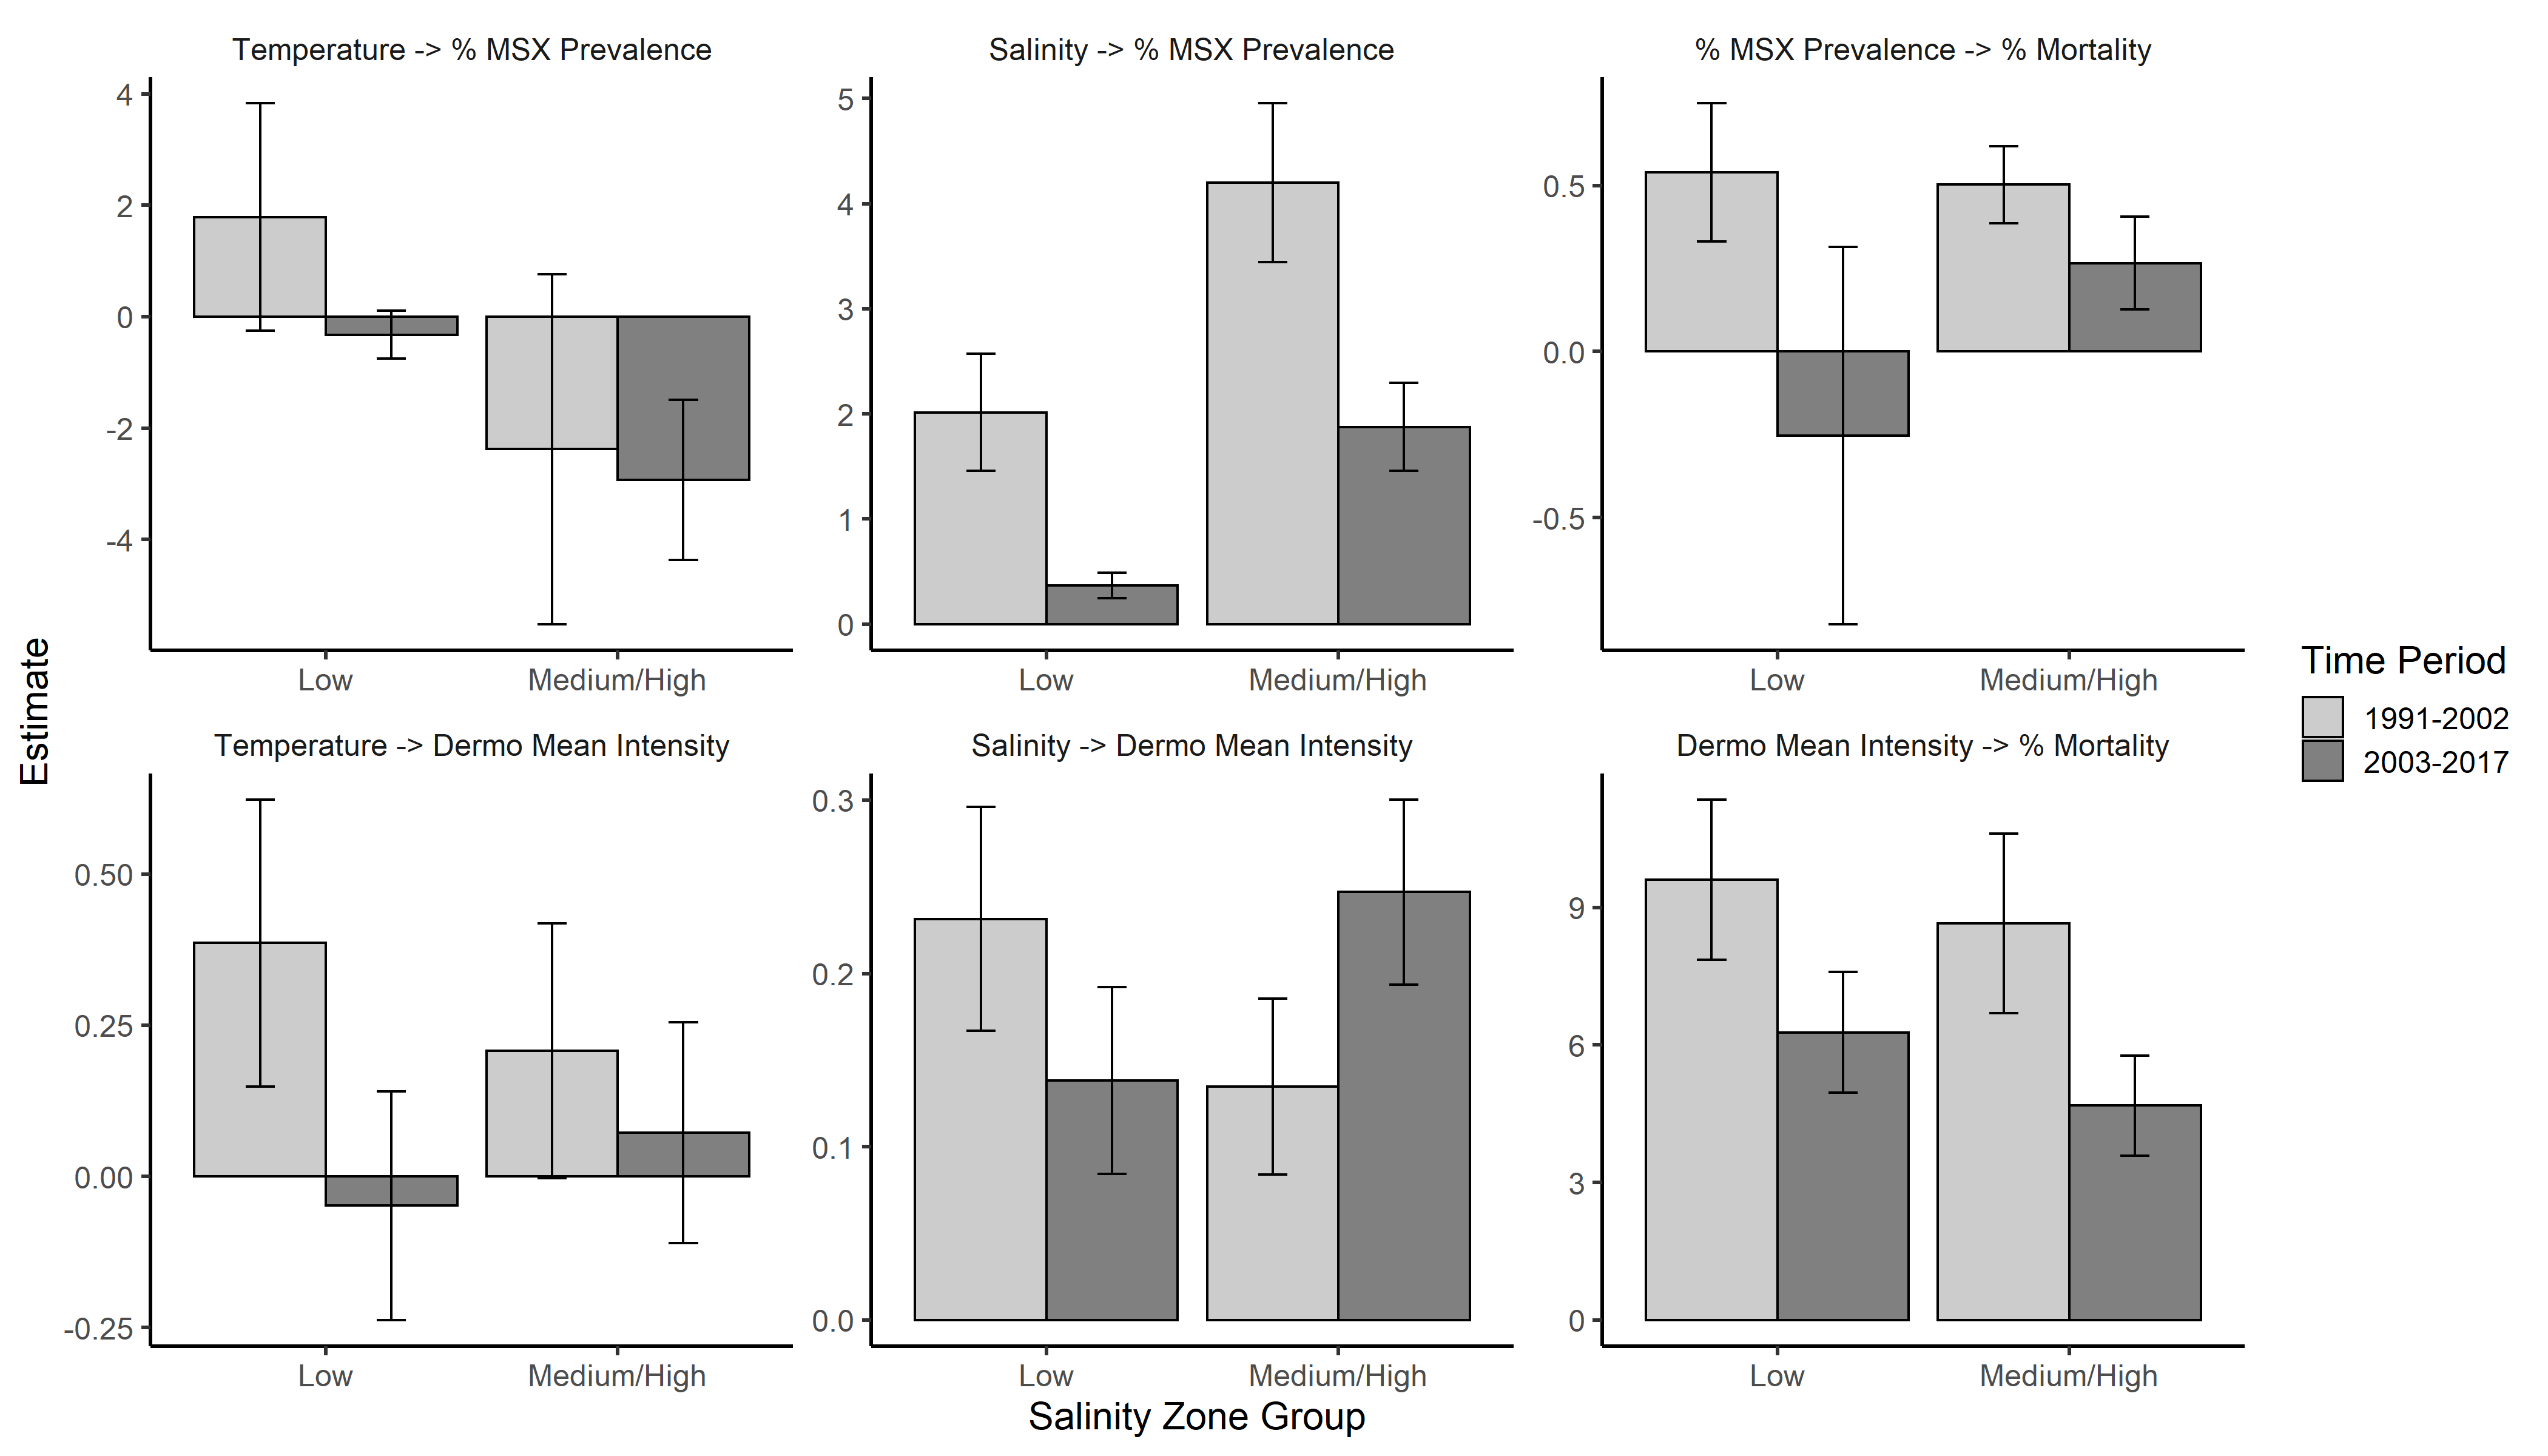 Temperature -> % MSX Prevalence
Salinity -> % MSX Prevalence
% MSX Prevalence -> % Mortality
4
2
0
-2
-4
5
4
3
2
1
0
0.5
0.0
-0.5
Low
Medium/High
Low
Medium/High
Low
Medium/High
Estimate
Time Period
1991-2002
2003-2017
Temperature -> Dermo Mean Intensity
Salinity -> Dermo Mean Intensity
Dermo Mean Intensity -> % Mortality
0.50
0.25
0.00
-0.25
0.3
0.2
0.1
0.0
9
6
3
0
Low
Medium/High
Low
Medium/High
Low
Medium/High
Salinity Zone Group